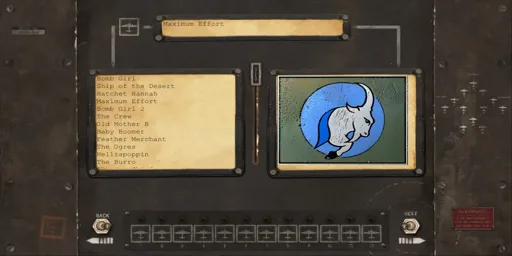 Maximum Effort
Bomb Girl
Ship of the Desert
Hatchet Hannah
Maximum Effort
Bomb Girl 2
The Crew
Old Mother B
Baby Boomer
Feather Merchant
The Ogres
Hellzapoppin
The Burro
BACK
NEXT